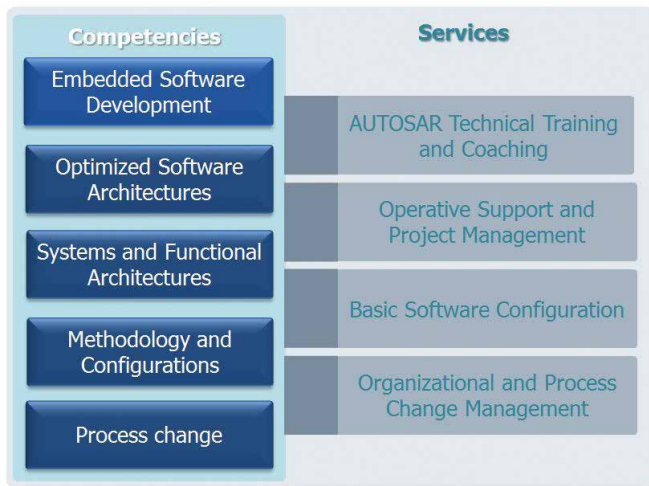 Competencies
Embedded Software
Development
Optimized Software
Architectures
Systems and Functional
Architectures
Methodology and
Configurations
Process change
Services
AUTOSAR Technical Training
and Coaching
Operative Support and
Project Management
Basic Software Configuration
Organizational and Process
Change Management